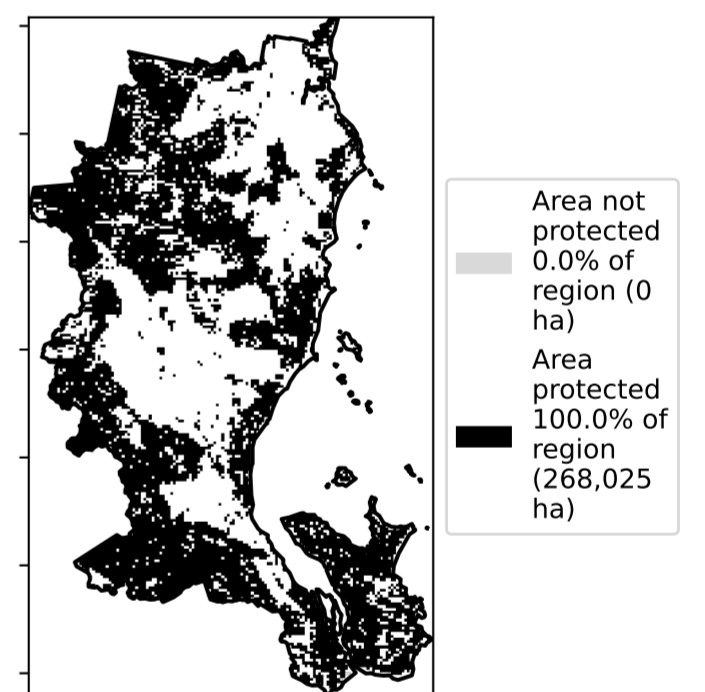 Area not
protected
0.0% of
region (0
ha)
Area
protected
100.0% of
region
(268,025
ha)